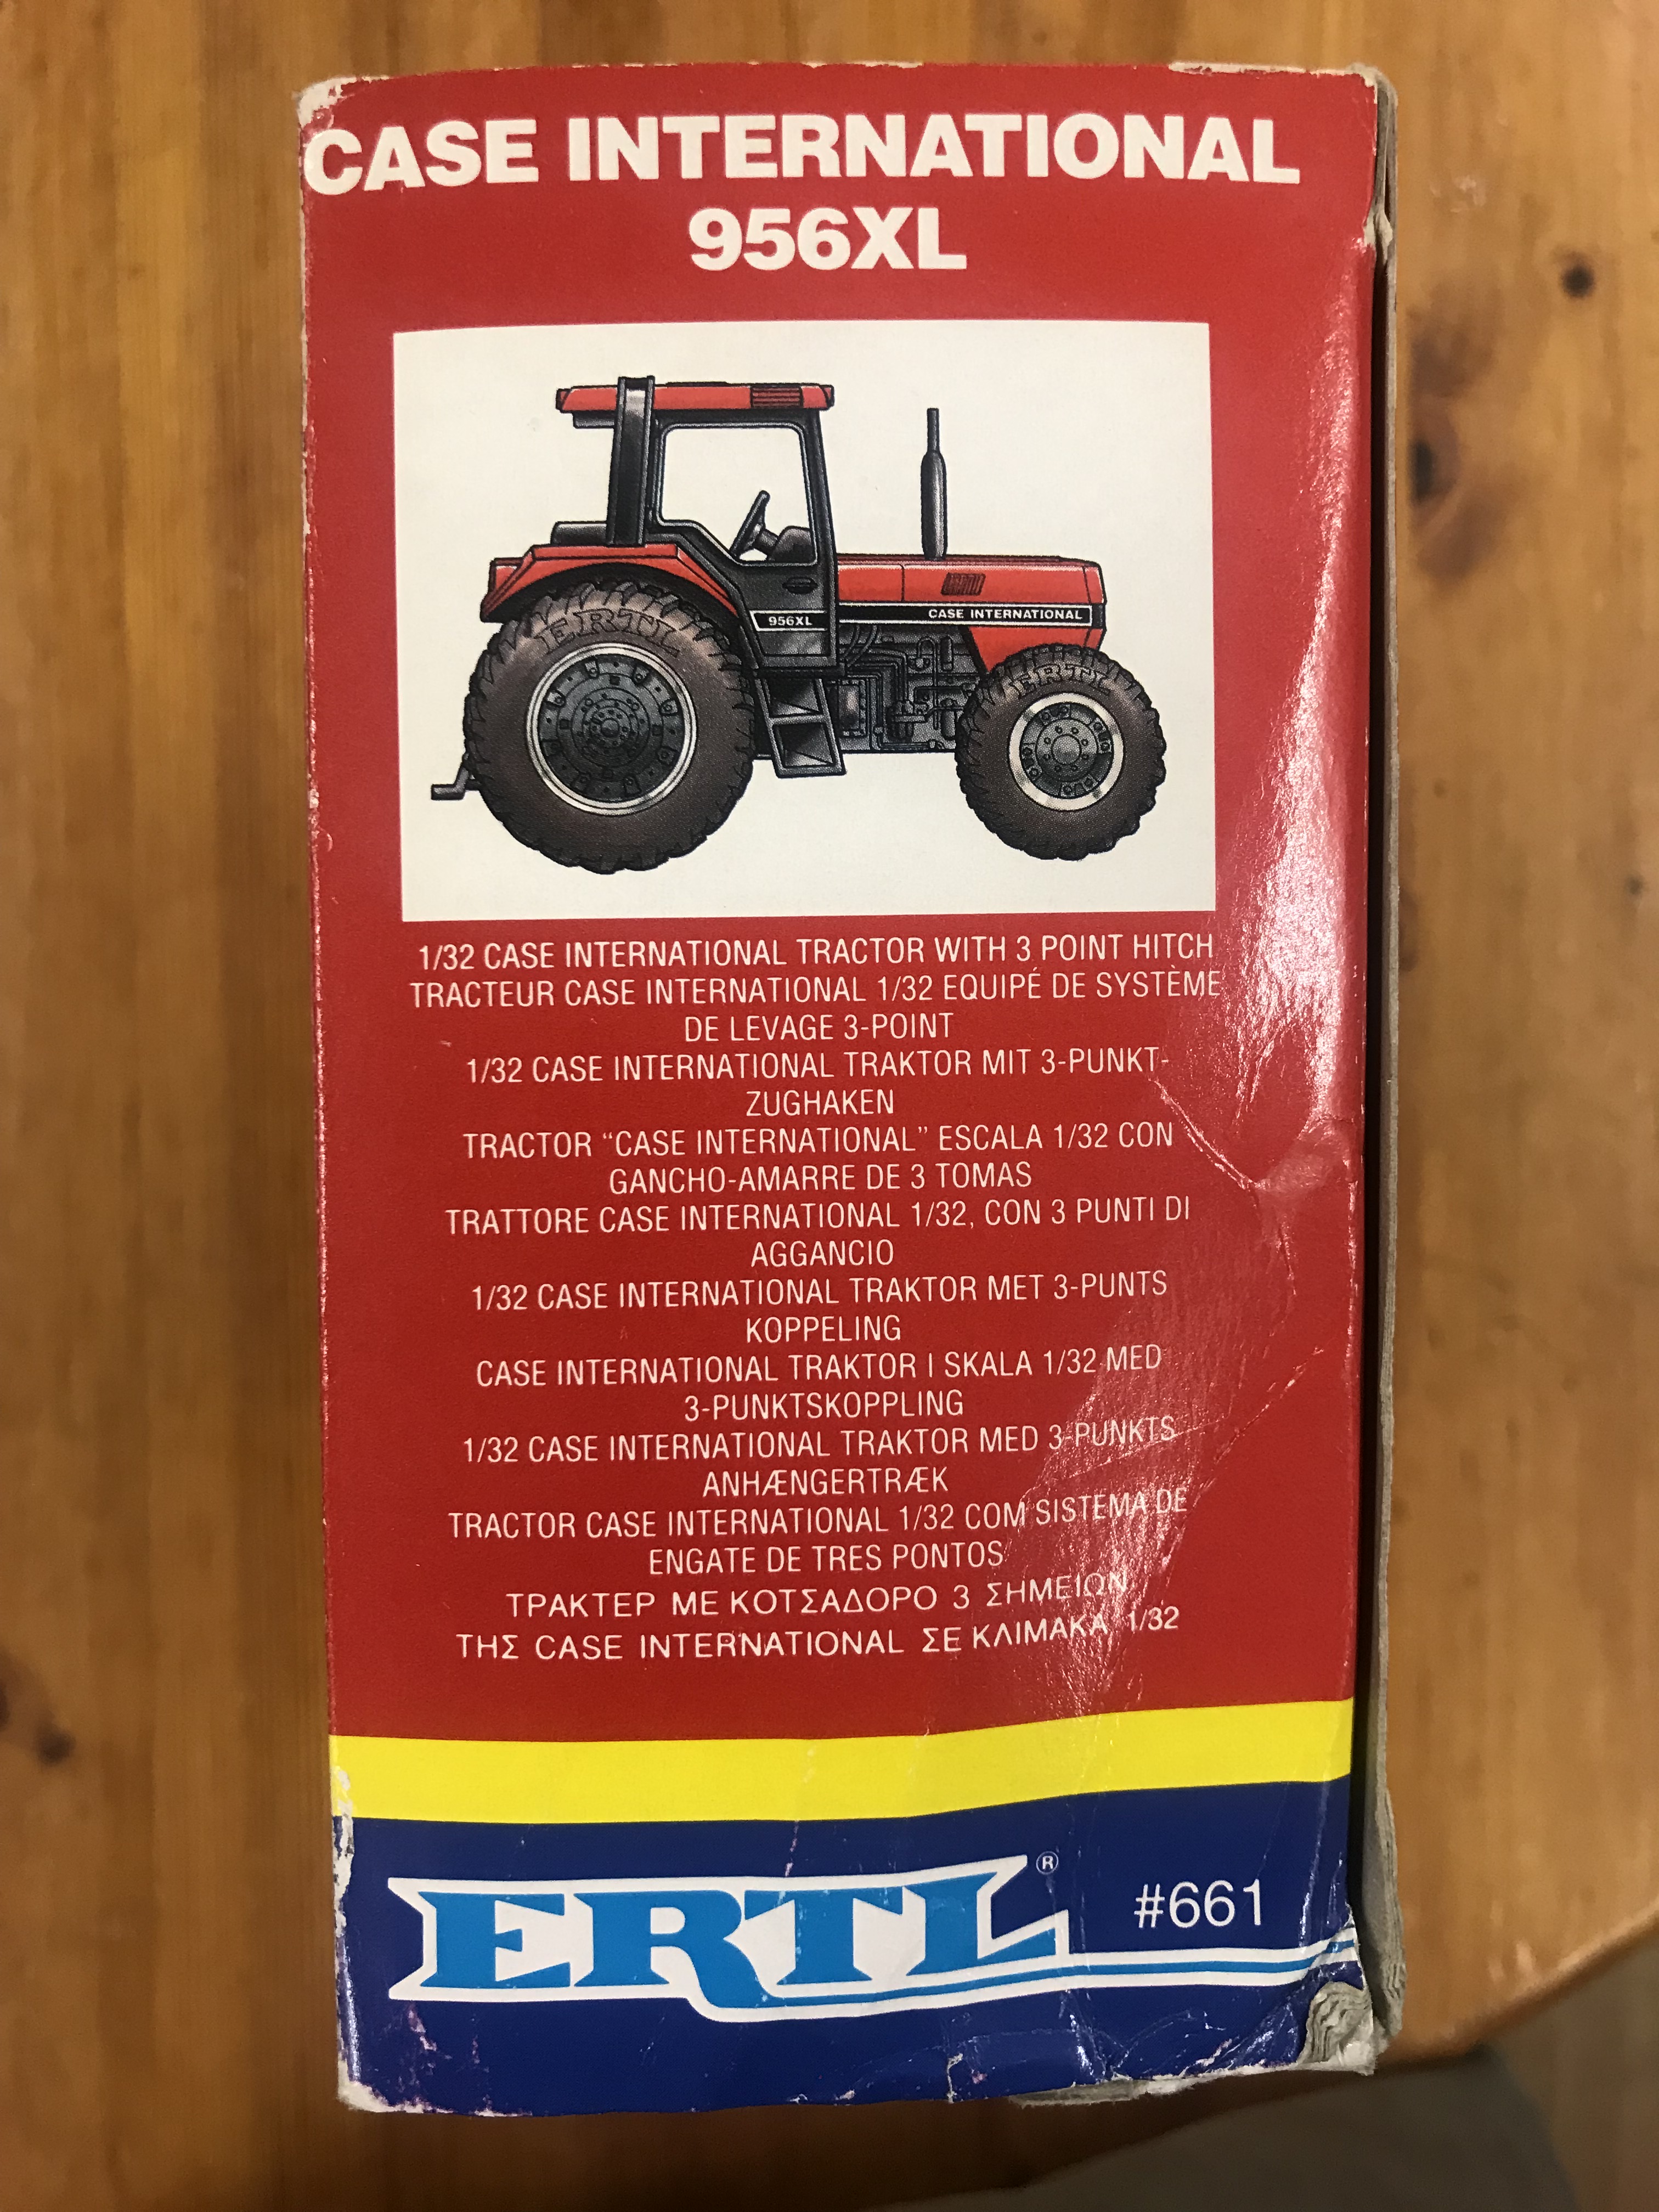 CASE INTERNATIONAL
956XL
956XL
CASE INTERNATIONAL
ERTL
ERTL
1/32 CASE INTERNATIONAL TRACTOR WITH 3 POINT HITCH
TRACTEUR CASE INTERNATIONAL 1/32 EQUIPÉ DE SYSTÈME
DE LEVAGE 3-POINT
1/32 CASE INTERNATIONAL TRAKTOR MIT 3-PUNKT-
ZUGHAKEN
TRACTOR “CASE INTERNATIONAL” ESCALA 1/32 CON
GANCHO-AMARRE DE 3 TOMAS
TRATTORE CASE INTERNATIONAL 1/32, CON 3 PUNTI DI
AGGANCIO
1/32 CASE INTERNATIONAL TRAKTOR MET 3-PUNTS
KOPPELING
CASE INTERNATIONAL TRAKTOR I SKALA 1/32 MED
3-PUNKTSKOPPLING
1/32 CASE INTERNATIONAL TRAKTOR MED 3-PUNKTS
ANHÆNGERTRÆK
TRACTOR CASE INTERNATIONAL 1/32 COM SISTEMA DE
ENGATE DE TRES PONTOS
ΤΡΑΚΤΕΡ ΜΕ ΚΟΤΣΑΔΟΡΟ 3 ΣΗΜΕΙΩΝ
ΤΗΣ CASE INTERNATIONAL ΣΕ ΚΛΙΜΑΚΑ 1/32
ERTL®
#661